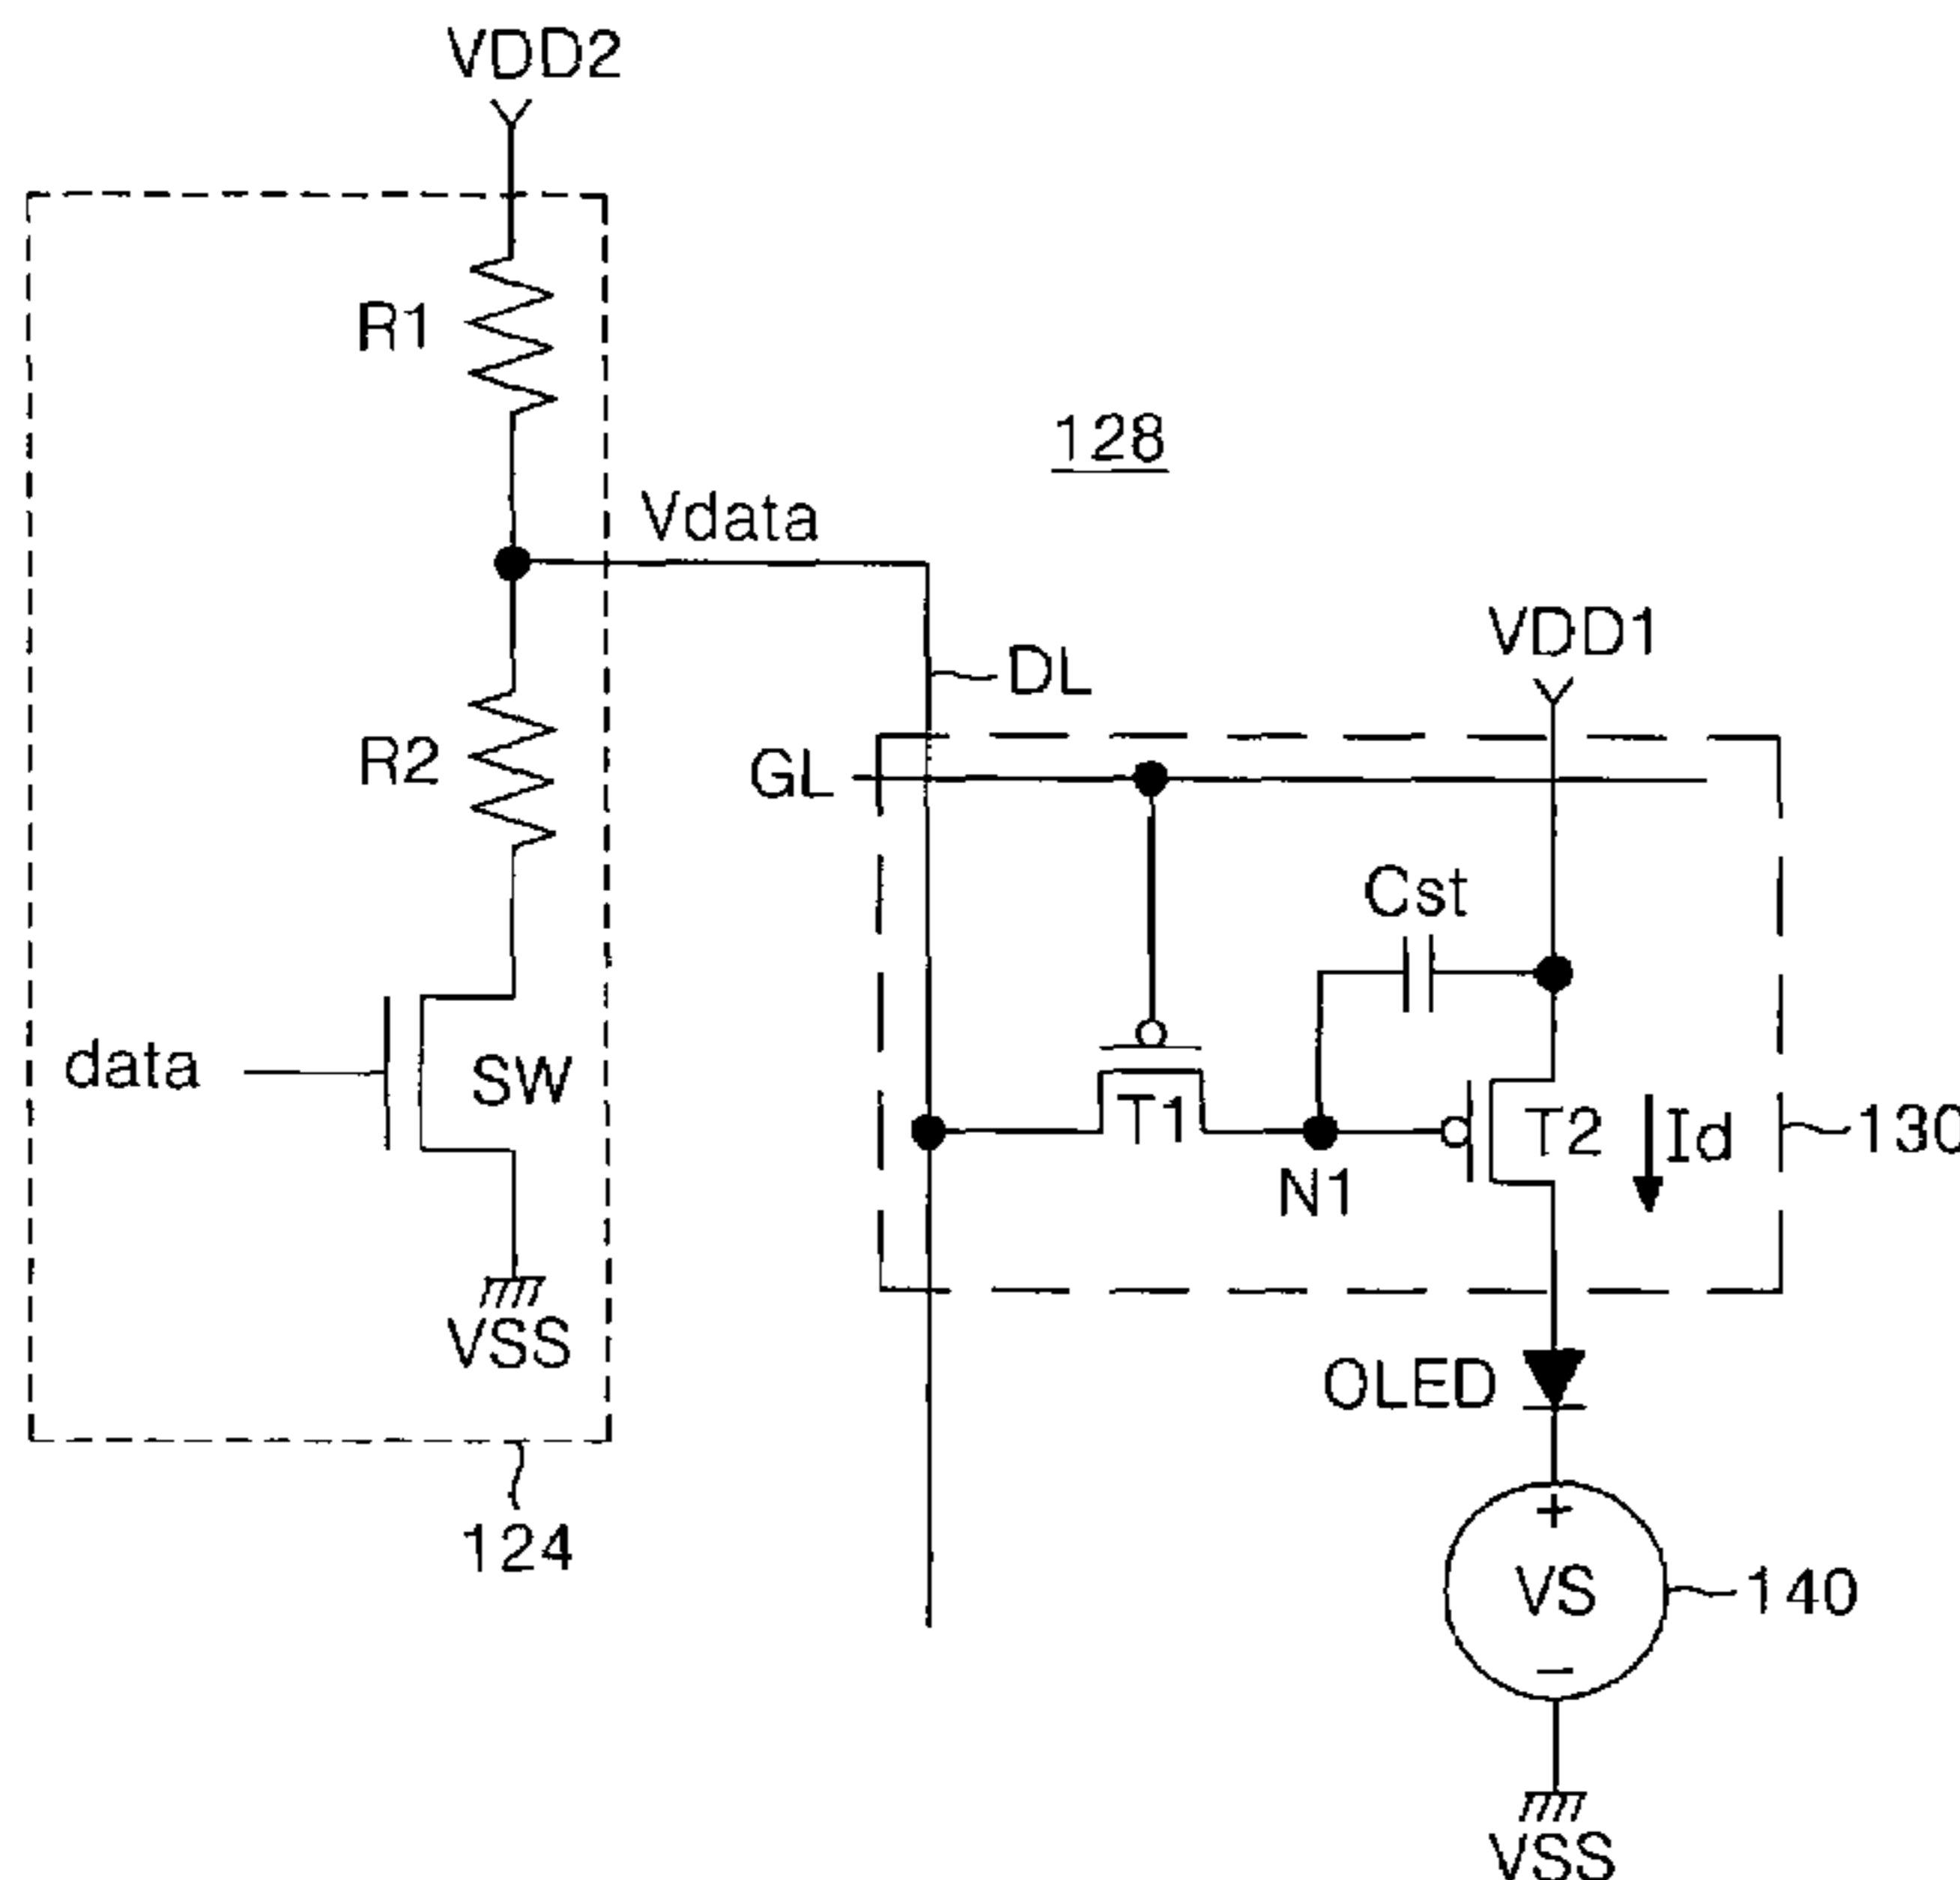 VDD2
R1
128
Vdata
VDD1
DL
R2
GL
Cst
data
SW
T1
T2
Id
130
N1
VSS
OLED
124
+
VS
140
−
VSS